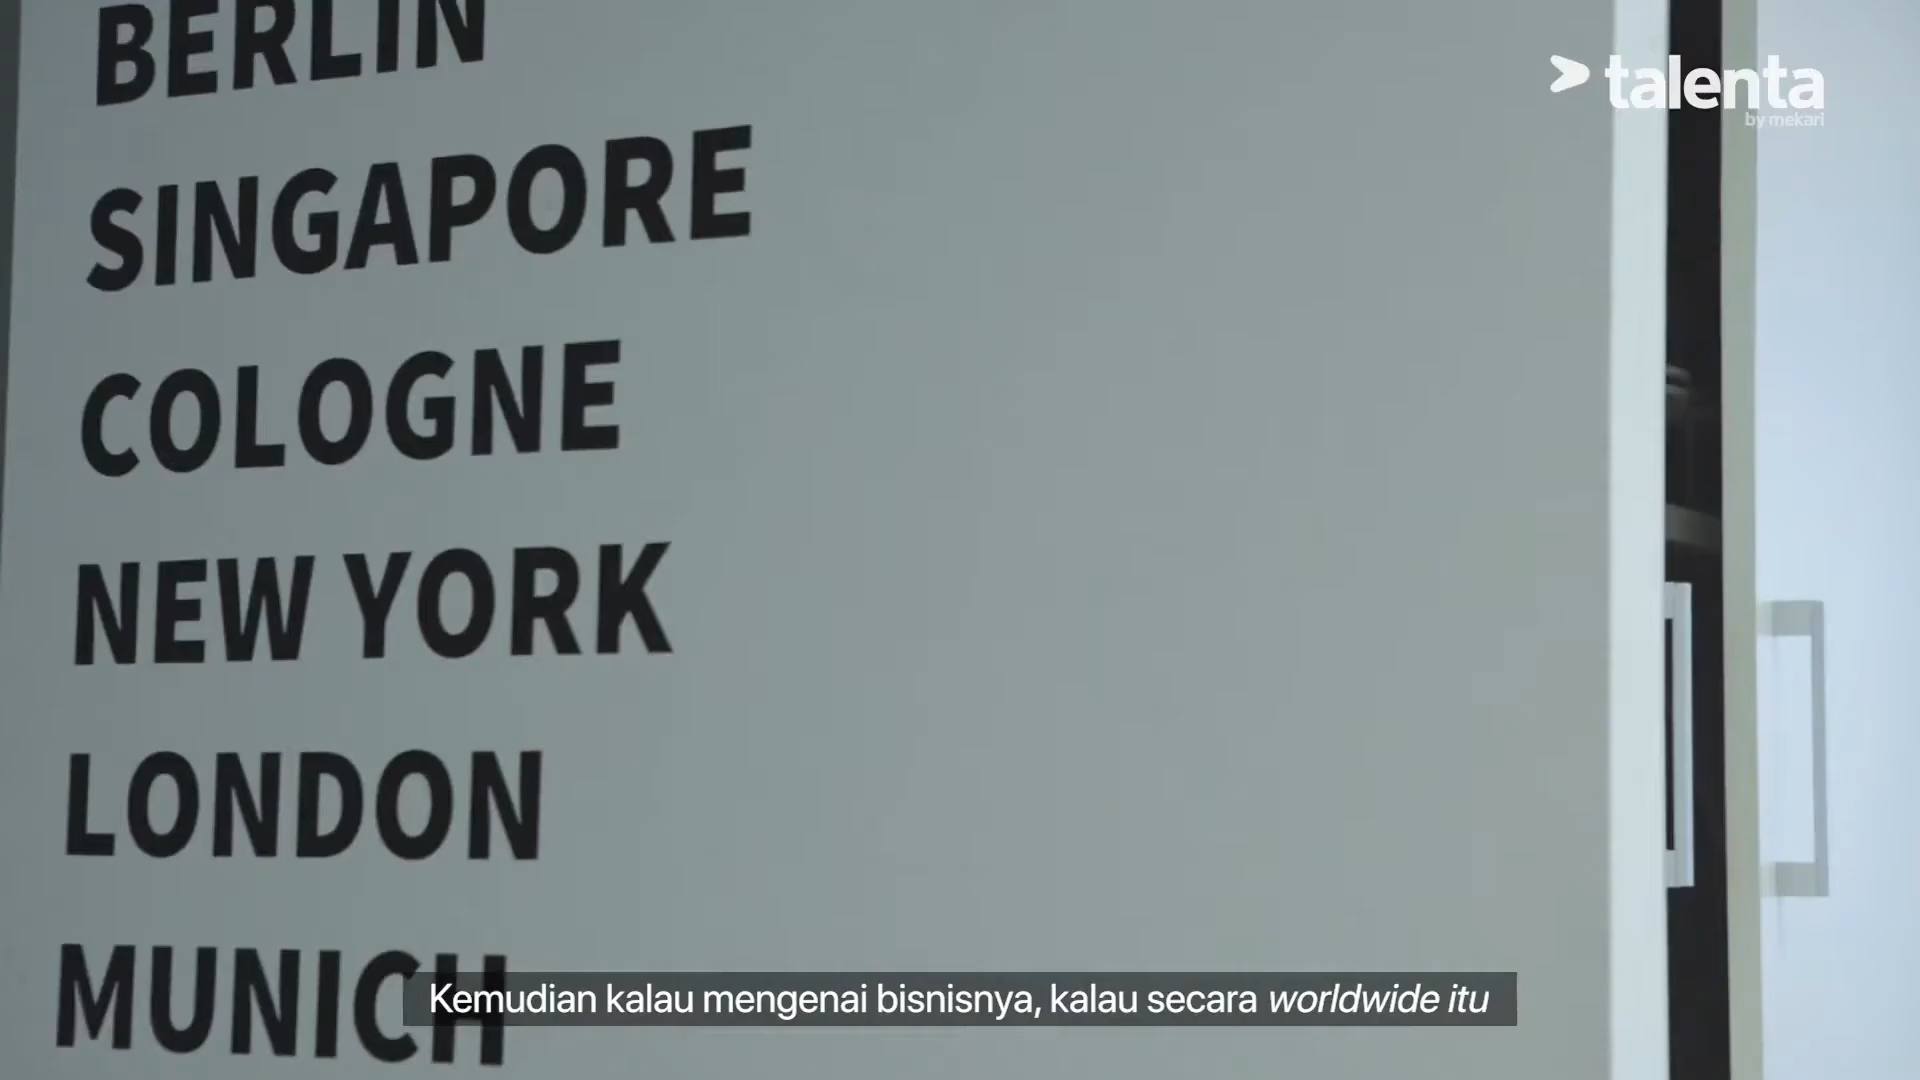 BERLIN
talenta
by mekari
SINGAPORE
COLOGNE
NEW YORK
LONDON
MUNICH
Kemudian kalau mengenai bisnisnya, kalau secara worldwide itu